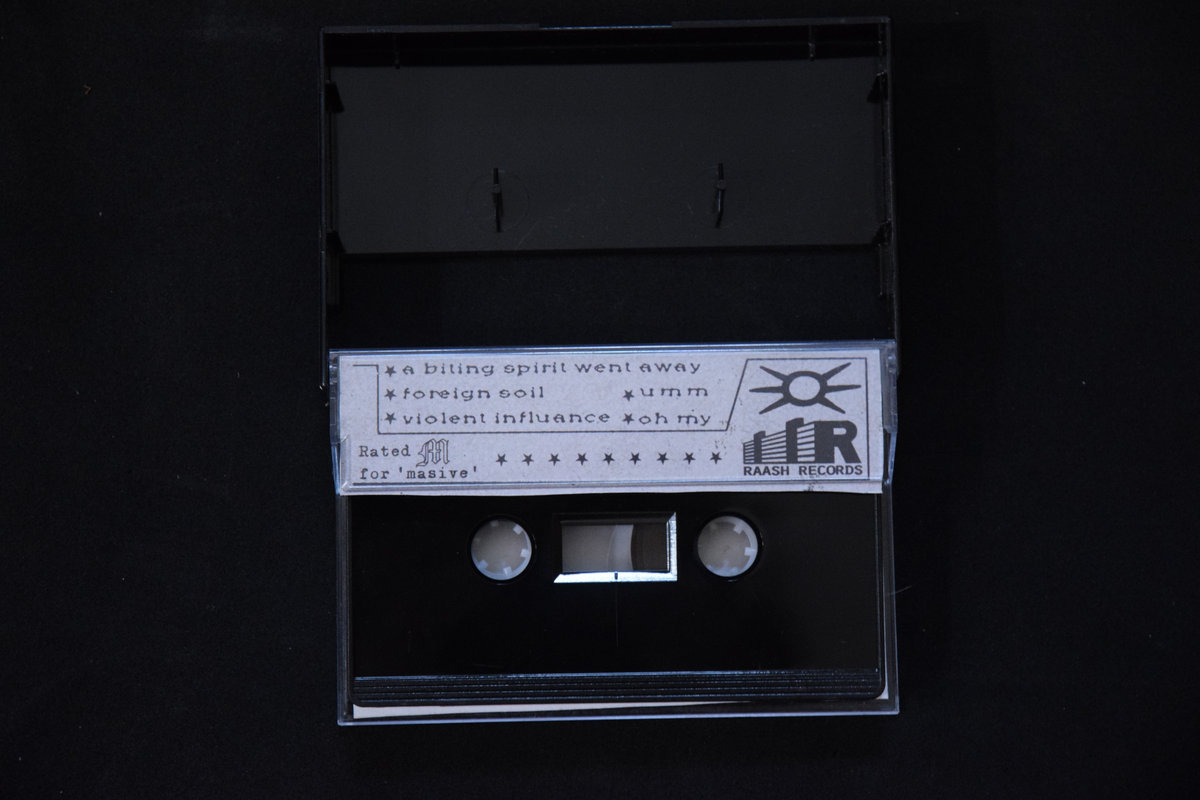 ★a biting spirit went away
★foreign soil ★umm
★violent influance ★oh my
Rated M
for 'masive'
★ ★ ★ ★ ★ ★ ★ ★ ★
R
RAASH RECORDS